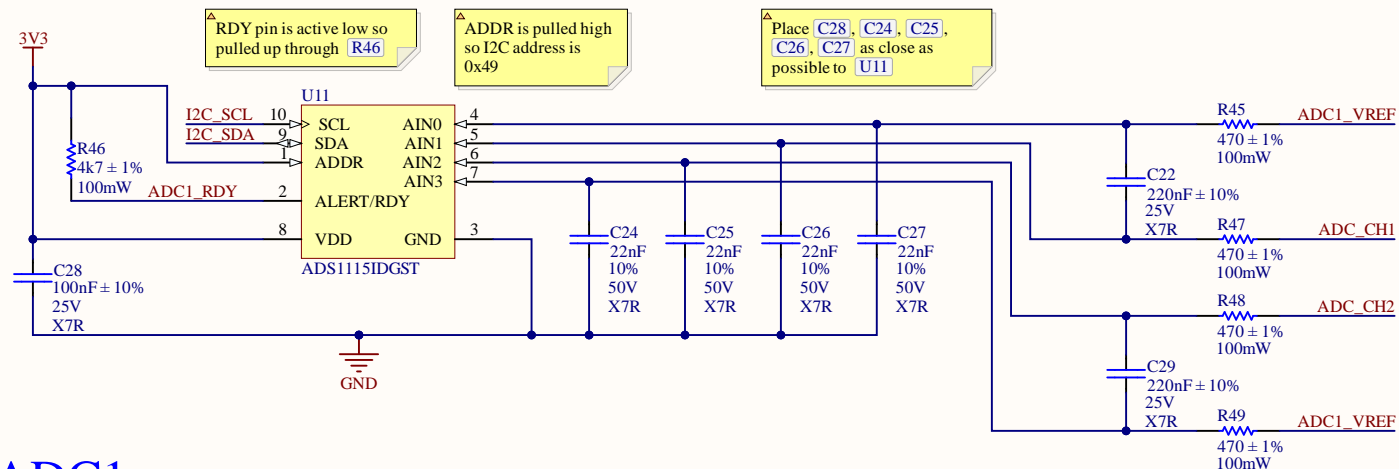 RDY pin is active low so
pulled up through R46
ADDR is pulled high
so I2C address is
0x49
Place C28, C24, C25,
C26, C27 as close as
possible to U11
3V3
U11
I2C_SCL
I2C_SDA
10
9
1
2
8
SCL
SDA
ADDR
ALERT/RDY
VDD
AIN0
AIN1
AIN2
AIN3
GND
4
5
6
7
3
ADS1115IDGST
R46
4k7 ± 1%
100mW
ADC1_RDY
C28
100nF ± 10%
25V
X7R
GND
C24
22nF
10%
50V
X7R
C25
22nF
10%
50V
X7R
C26
22nF
10%
50V
X7R
C27
22nF
10%
50V
X7R
R45
470 ± 1%
100mW
ADC1_VREF
C22
220nF ± 10%
25V
X7R
R47
470 ± 1%
100mW
ADC_CH1
R48
470 ± 1%
100mW
ADC_CH2
C29
220nF ± 10%
25V
X7R
R49
470 ± 1%
100mW
ADC1_VREF
ADC1